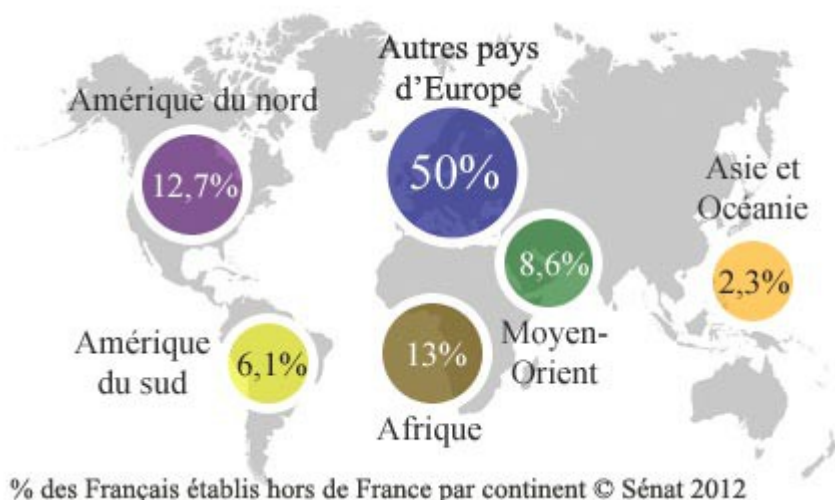 Amérique du nord
12,7%
Autres pays
d’Europe
50%
Asie et
Océanie
2,3%
8,6%
Moyen-
Orient
Amérique
du sud
6,1%
13%
Afrique
% des Français établis hors de France par continent © Sénat 2012